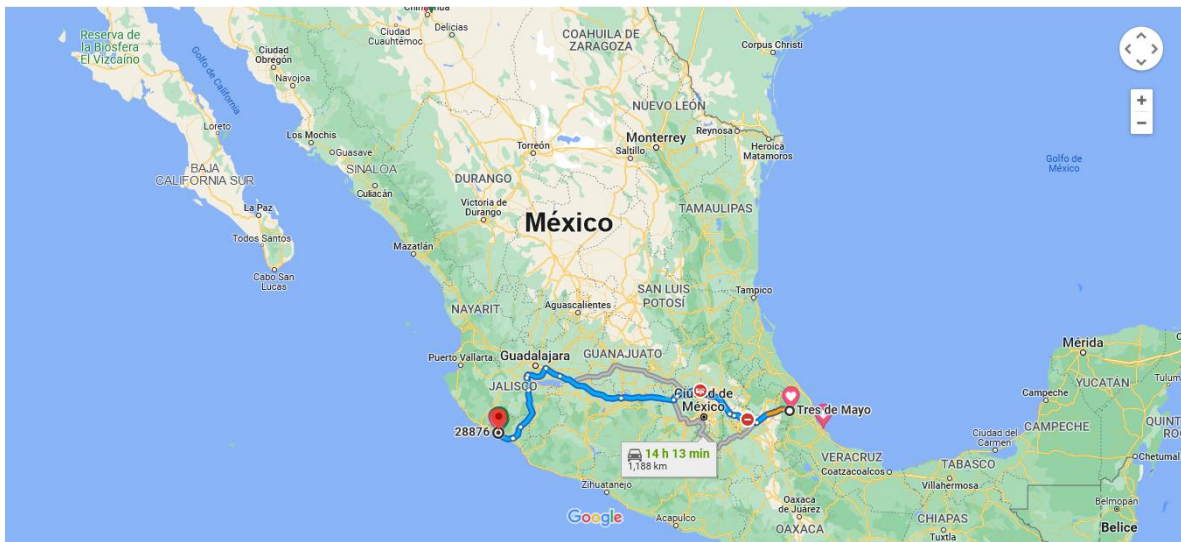 Chihuahua
Delicias
Ciudad
Cuauhtémoc
COAHUILA DE
ZARAGOZA
Corpus Christi
Reserva de
la Biosfera
El Vizcaíno
Golfo de California
Ciudad
Obregón
Navojoa
NUEVO LEÓN
Loreto
Los Mochis
Guasave
Torreón
Monterrey
Saltillo
Reynosa
Heroica
Matamoros
Golfo de
México
BAJA
CALIFORNIA SUR
SINALOA
Culiacán
DURANGO
Victoria de
Durango
La Paz
TAMAULIPAS
México
Todos Santos
Mazatlán
Cabo San
Lucas
SAN LUIS
POTOSÍ
Tampico
NAYARIT
Aguascalientes
Puerto Vallarta
Guadalajara
GUANAJUATO
Mérida
YUCATÁN
Tulum
JALISCO
Ciudad de
México
Tres de Mayo
Campeche
CAMPECHE
QUINTA
RO
28876
14 h 13 min
1,188 km
VERACRUZ
Coatzacoalcos
Ciudad del
Carmen
TABASCO
Villahermosa
Chetumal
Zihuatanejo
Google
Acapulco
Oaxaca
de Juárez
OAXACA
CHIAPAS
Tuxtla
Belmopán
Belice